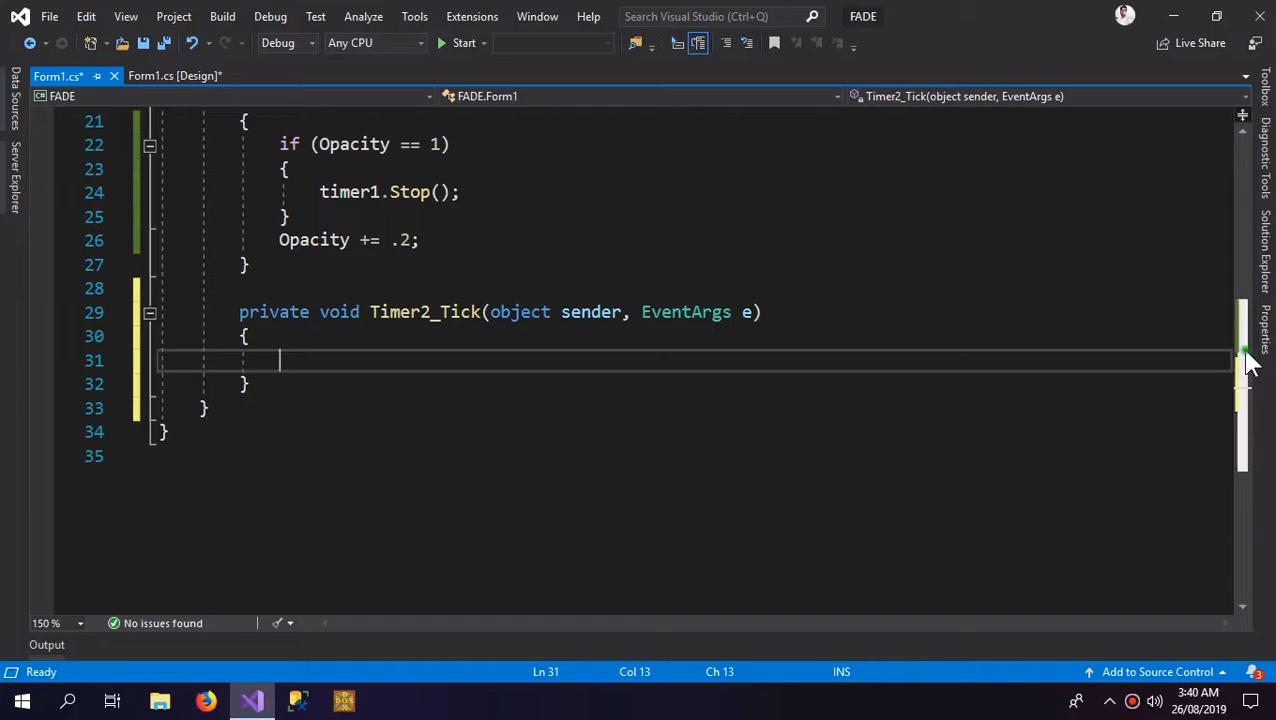 File Edit View Project Build Debug Test Analyze Tools Extensions Window Help Search Visual Studio (Ctrl+Q) FADE
Debug Any CPU Start Live Share
Form1.cs* Form1.cs [Design]*
FADE FADE.Form1 Timer2_Tick(object sender, EventArgs e)
Data Sources
Server Explorer
Toolbox
Diagnostic Tools
Solution Explorer
Properties
21 {
22 if (Opacity == 1)
23 {
24 timer1.Stop();
25 }
26 Opacity += .2;
27 }
28
29 private void Timer2_Tick(object sender, EventArgs e)
30 {
31
32 }
33 }
34 }
35
150 % No issues found
Output
Ready Ln 31 Col 13 Ch 13 INS Add to Source Control 3
DOS
3:40 AM
26/08/2019